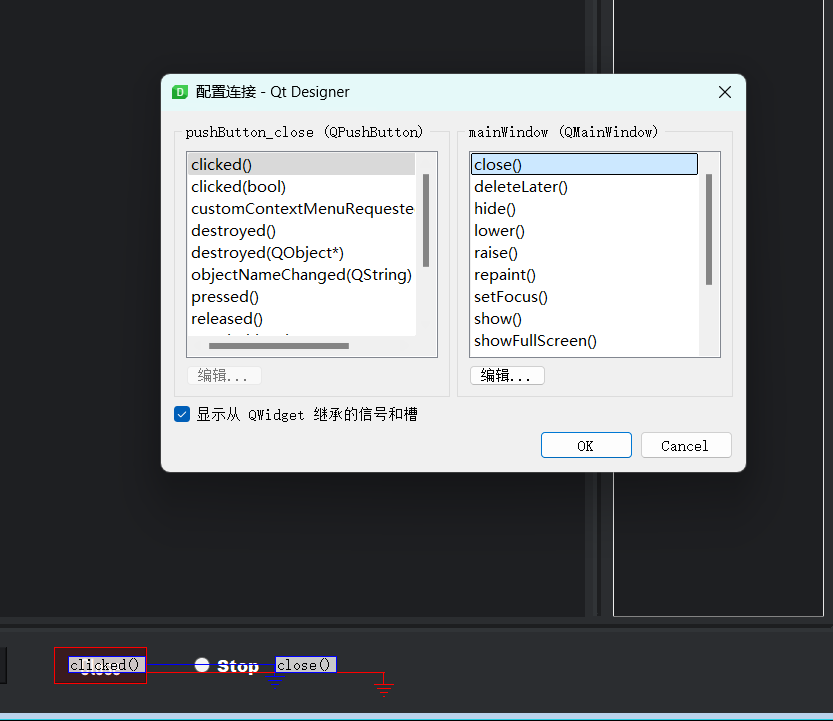 配置连接 - Qt Designer
pushButton_close (QPushButton)
clicked()
clicked(bool)
customContextMenuRequeste
destroyed()
destroyed(QObject*)
objectNameChanged(QString)
pressed()
released()
编辑...
mainWindow (QMainWindow)
close()
deleteLater()
hide()
lower()
raise()
repaint()
setFocus()
show()
showFullScreen()
编辑...
显示从 QWidget 继承的信号和槽
OK
Cancel
clicked()
Stop
close()